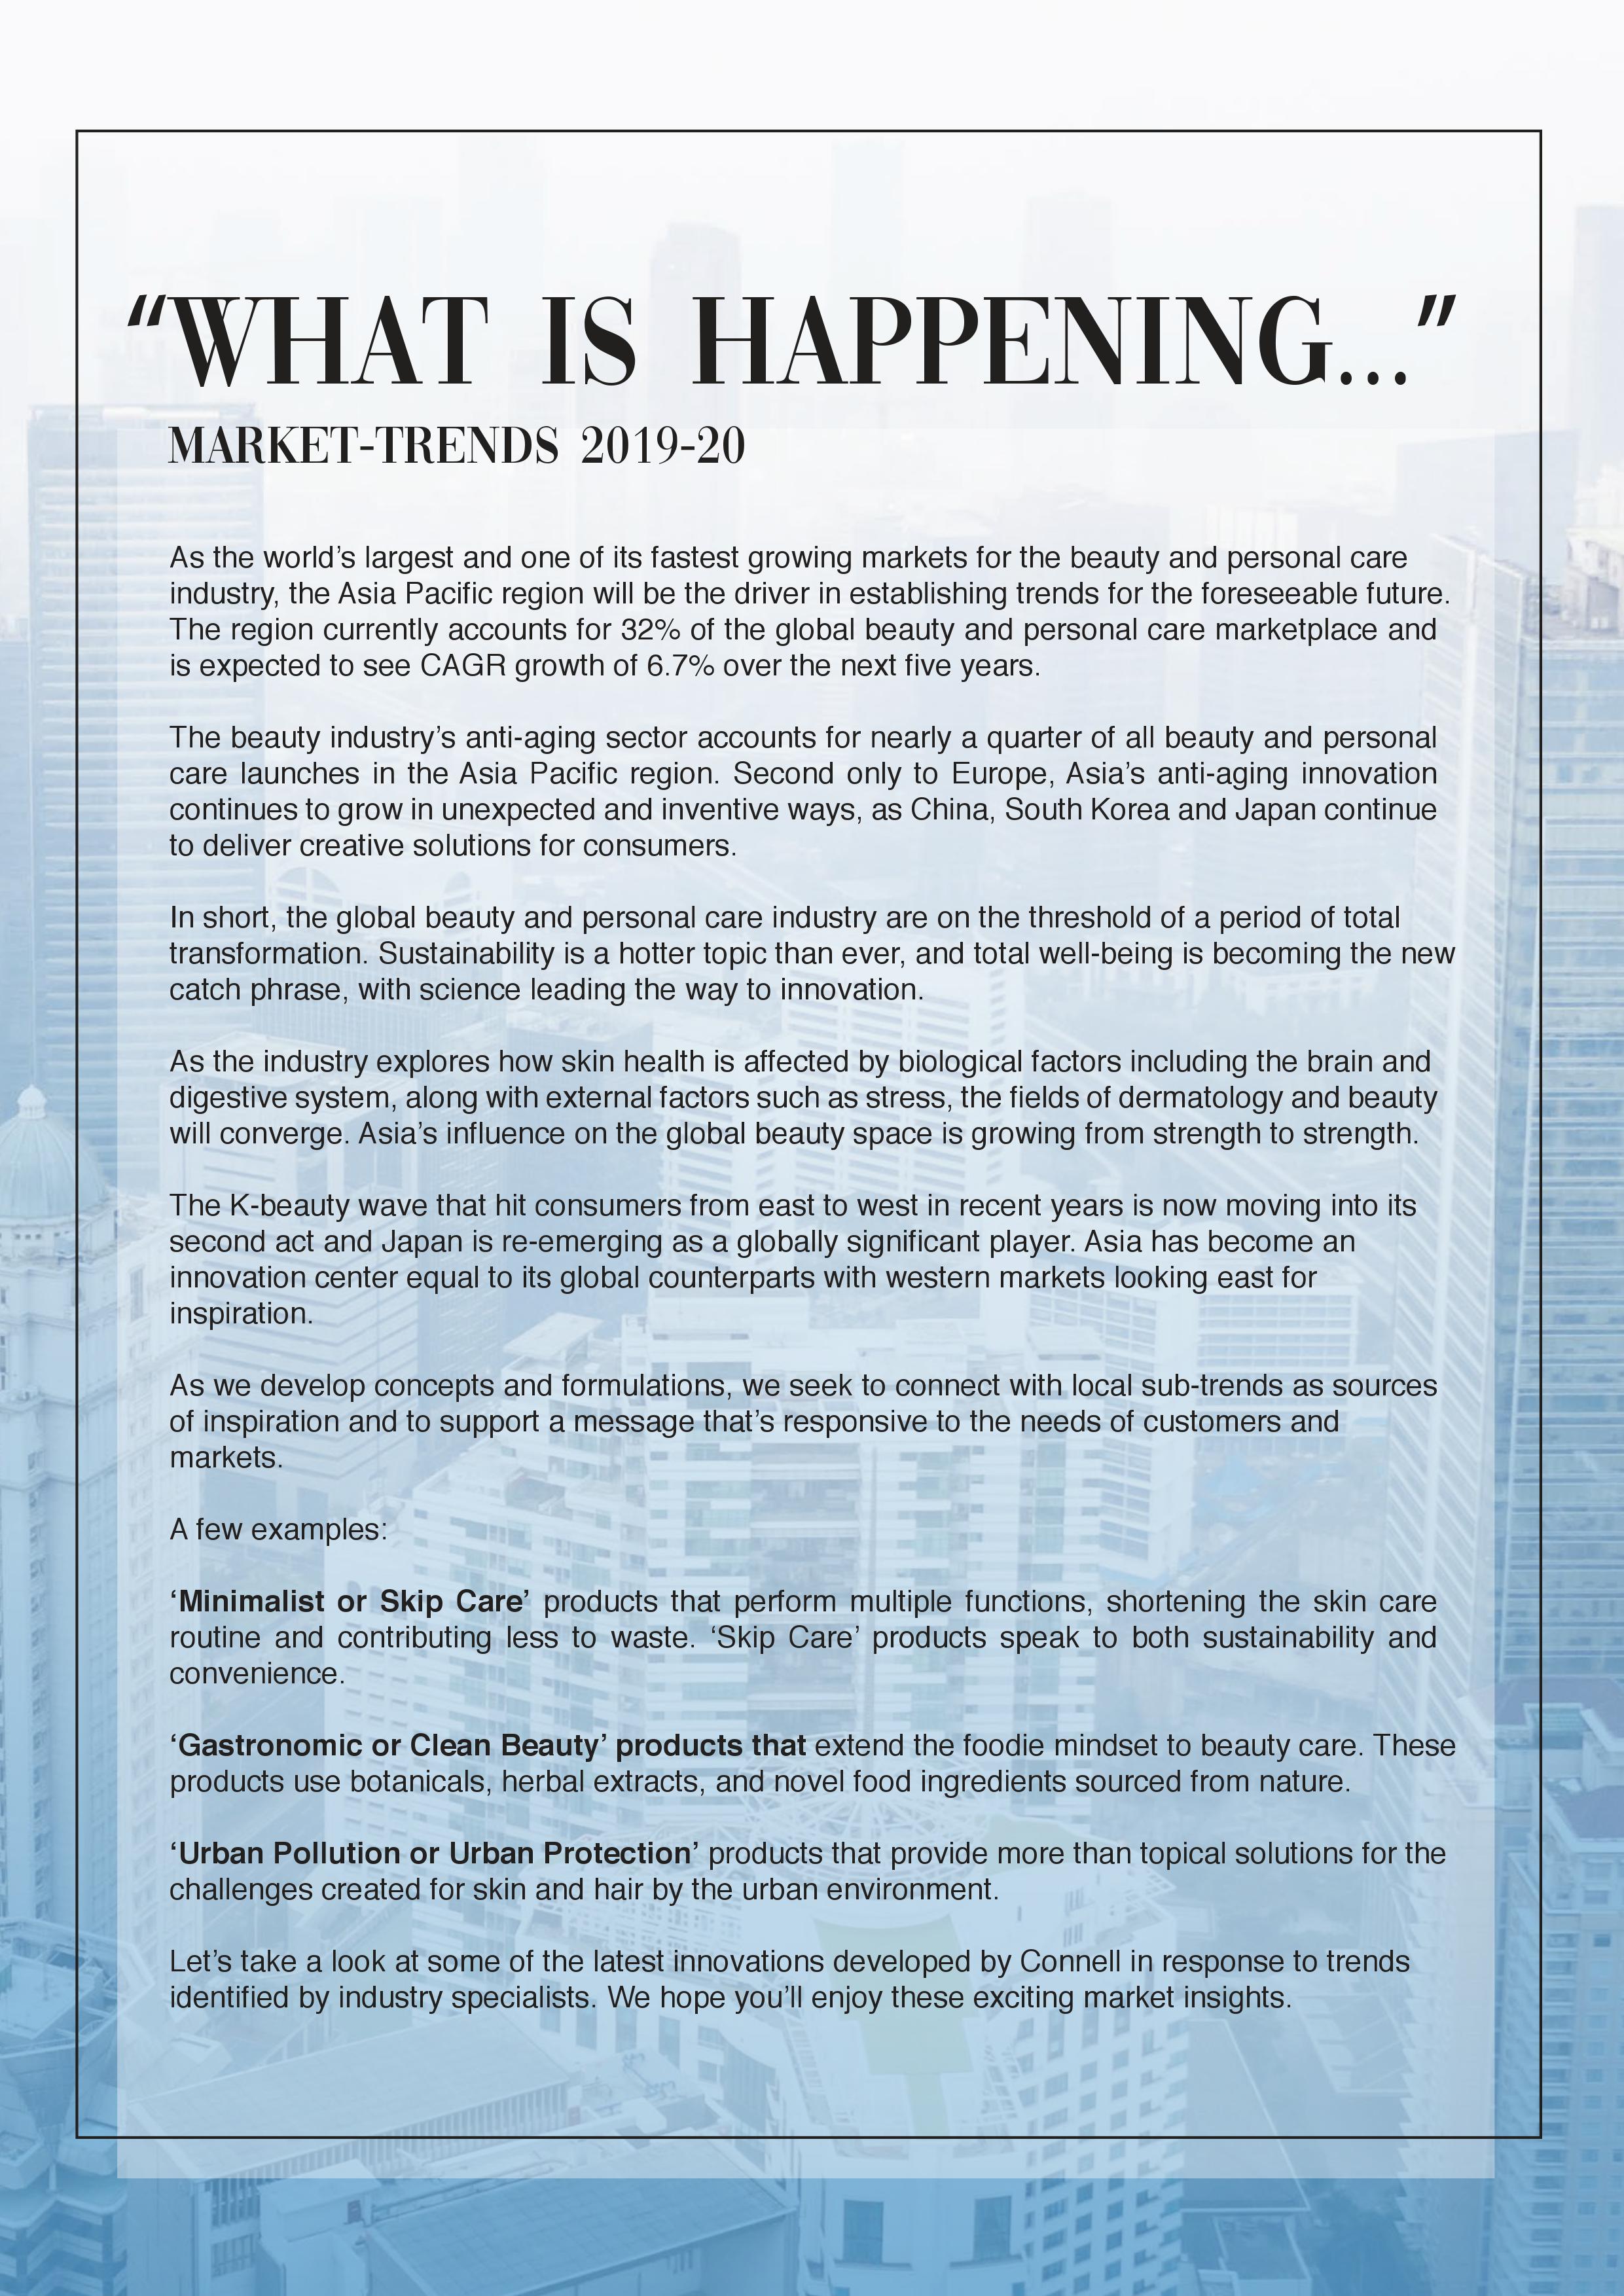 “WHAT IS HAPPENING...”
MARKET-TRENDS 2019-20
As the world’s largest and one of its fastest growing markets for the beauty and personal care
industry, the Asia Pacific region will be the driver in establishing trends for the foreseeable future.
The region currently accounts for 32% of the global beauty and personal care marketplace and
is expected to see CAGR growth of 6.7% over the next five years.
The beauty industry’s anti-aging sector accounts for nearly a quarter of all beauty and personal
care launches in the Asia Pacific region. Second only to Europe, Asia’s anti-aging innovation
continues to grow in unexpected and inventive ways, as China, South Korea and Japan continue
to deliver creative solutions for consumers.
In short, the global beauty and personal care industry are on the threshold of a period of total
transformation. Sustainability is a hotter topic than ever, and total well-being is becoming the new
catch phrase, with science leading the way to innovation.
As the industry explores how skin health is affected by biological factors including the brain and
digestive system, along with external factors such as stress, the fields of dermatology and beauty
will converge. Asia’s influence on the global beauty space is growing from strength to strength.
The K-beauty wave that hit consumers from east to west in recent years is now moving into its
second act and Japan is re-emerging as a globally significant player. Asia has become an
innovation center equal to its global counterparts with western markets looking east for
inspiration.
As we develop concepts and formulations, we seek to connect with local sub-trends as sources
of inspiration and to support a message that’s responsive to the needs of customers and
markets.
A few examples:
‘Minimalist or Skip Care’ products that perform multiple functions, shortening the skin care
routine and contributing less to waste. ‘Skip Care’ products speak to both sustainability and
convenience.
‘Gastronomic or Clean Beauty’ products that extend the foodie mindset to beauty care. These
products use botanicals, herbal extracts, and novel food ingredients sourced from nature.
‘Urban Pollution or Urban Protection’ products that provide more than topical solutions for the
challenges created for skin and hair by the urban environment.
Let’s take a look at some of the latest innovations developed by Connell in response to trends
identified by industry specialists. We hope you’ll enjoy these exciting market insights.